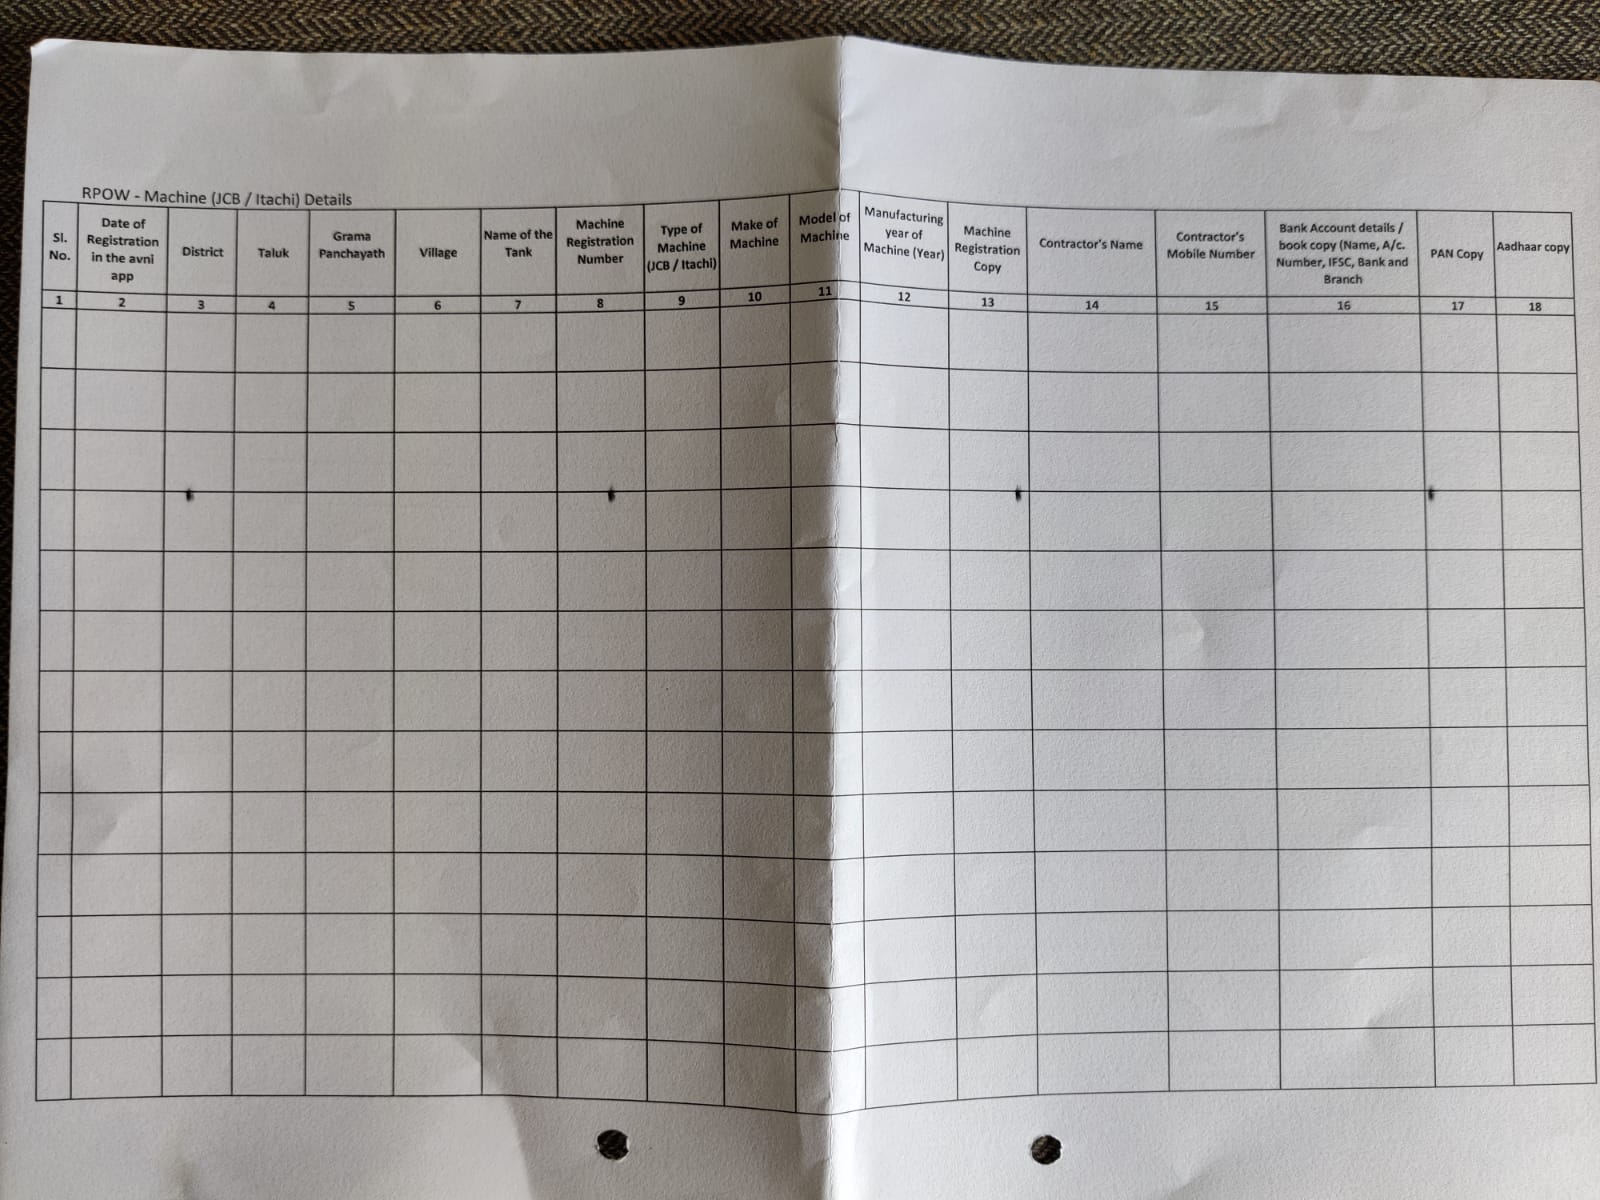 RPOW - Machine (JCB / Itachi) Details
Sl.
No.
Date of
Registration
in the avni
app
District
Taluk
Grama
Panchayath
Village
Name of the
Tank
Machine
Registration
Number
Type of
Machine
(JCB / Itachi)
Make of
Machine
Model of
Machine
Manufacturing
year of
Machine (Year)
Machine
Registration
Copy
Contractor's Name
Contractor's
Mobile Number
Bank Account details /
book copy (Name, A/c.
Number, IFSC, Bank and
Branch
PAN Copy
Aadhaar copy
1 2 3 4 5 6 7 8 9 10 11 12 13 14 15 16 17 18